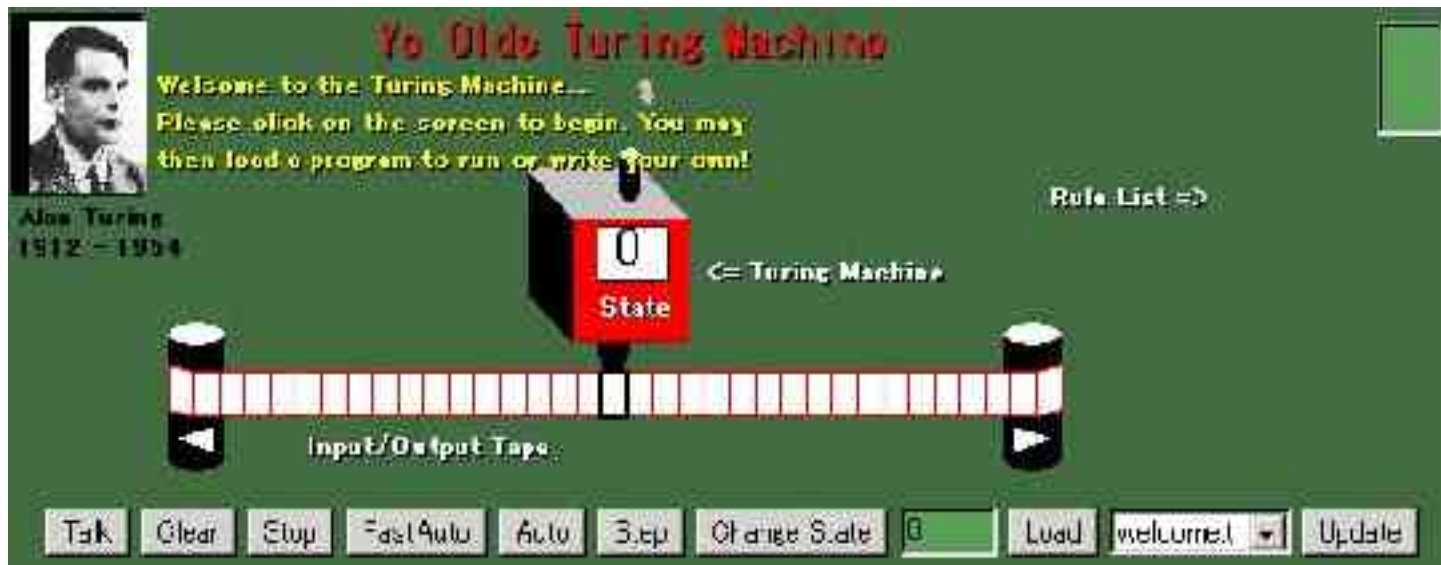 Ye Olde Turing Machine
Welcome to the Turing Machine...
Please click on the screen to begin. You may
then load a program to run or write your own!
Alan Turing
1912 - 1954
Rule List =>
0
<= Turing Machine
State
Input/Output Tape
Talk Clear Stop FastAuto Auto Step Change State 0 Load welcome.t Update